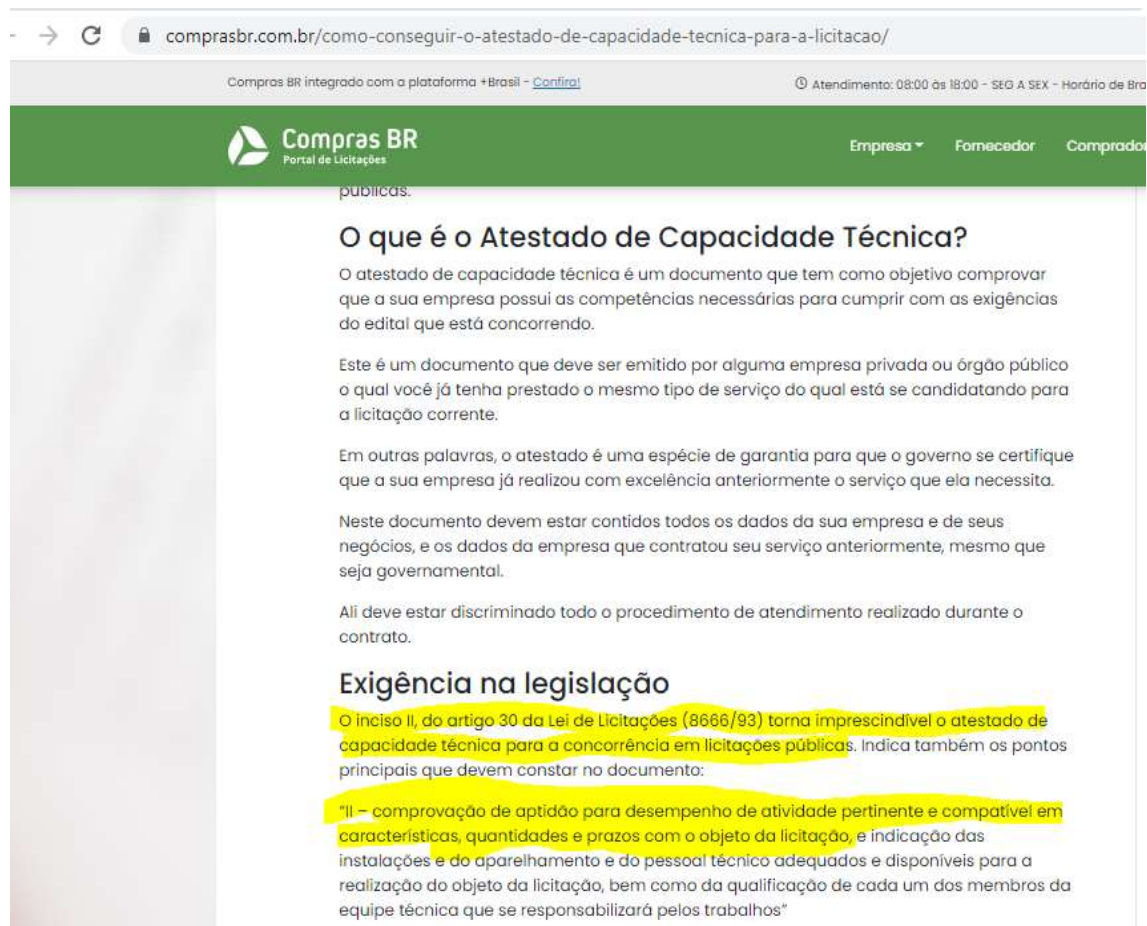 comprasbr.com.br/como-conseguir-o-atestado-de-capacidade-tecnica-para-a-licitacao/
Compras BR integrado com a plataforma +Brasil - Confira!
Atendimento: 08:00 às 18:00 - SEG A SEX - Horário de Bra
Compras BR
Portal de Licitações
Empresa
Fornecedor
Comprador
públicas.
O que é o Atestado de Capacidade Técnica?
O atestado de capacidade técnica é um documento que tem como objetivo comprovar
que a sua empresa possui as competências necessárias para cumprir com as exigências
do edital que está concorrendo.
Este é um documento que deve ser emitido por alguma empresa privada ou órgão público
o qual você já tenha prestado o mesmo tipo de serviço do qual está se candidatando para
a licitação corrente.
Em outras palavras, o atestado é uma espécie de garantia para que o governo se certifique
que a sua empresa já realizou com excelência anteriormente o serviço que ela necessita.
Neste documento devem estar contidos todos os dados da sua empresa e de seus
negócios, e os dados da empresa que contratou seu serviço anteriormente, mesmo que
seja governamental.
Ali deve estar discriminado todo o procedimento de atendimento realizado durante o
contrato.
Exigência na legislação
O inciso II, do artigo 30 da Lei de Licitações (8666/93) torna imprescindível o atestado de
capacidade técnica para a concorrência em licitações públicas. Indica também os pontos
principais que devem constar no documento:
"II – comprovação de aptidão para desempenho de atividade pertinente e compatível em
características, quantidades e prazos com o objeto da licitação, e indicação das
instalações e do aparelhamento e do pessoal técnico adequados e disponíveis para a
realização do objeto da licitação, bem como da qualificação de cada um dos membros da
equipe técnica que se responsabilizará pelos trabalhos"